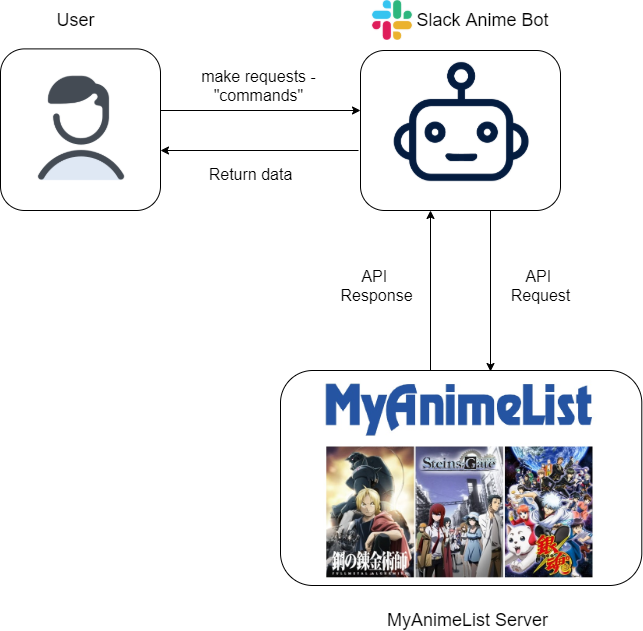 User
Slack Anime Bot
make requests -
"commands"
Return data
API
Response
API
Request
MyAnimeList
Steins;Gate
鋼の錬金術師
FULLMETAL ALCHEMIST
銀魂
MyAnimeList Server